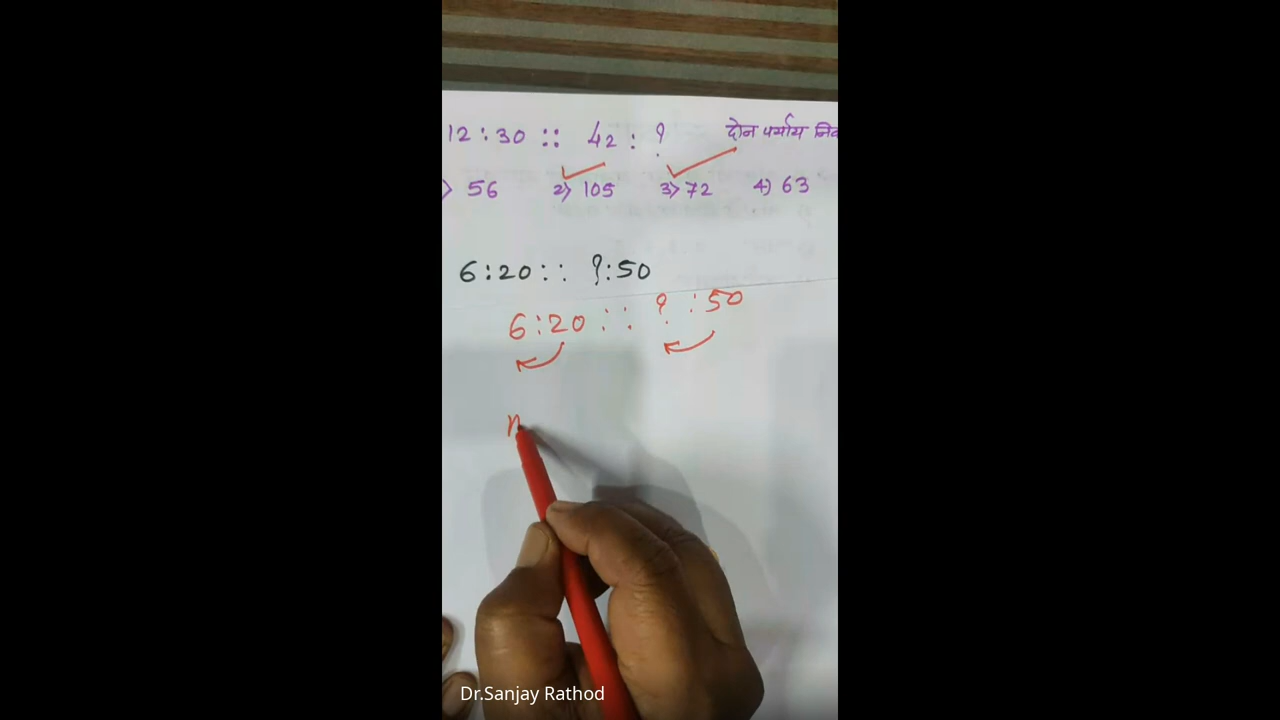 12 : 30 :: 42 : ? दोन पर्याय
> 56 2) 105 3) 72 4) 63
6 : 20 : : ? : 50
6 : 20 : : ? : 50
n
Dr.Sanjay Rathod